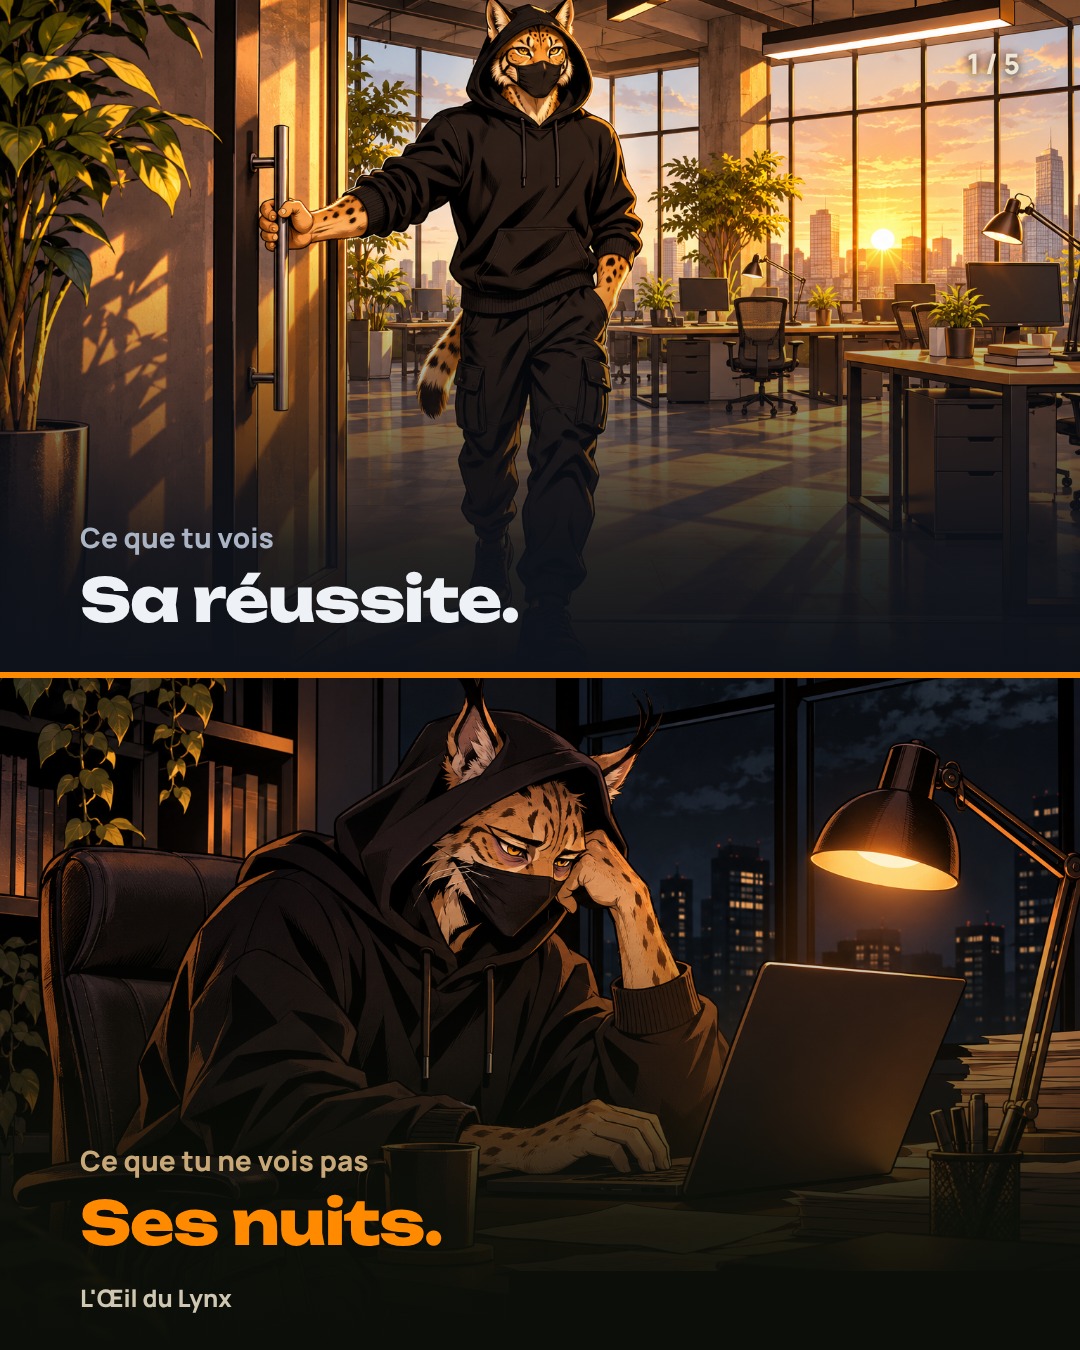 1 / 5
Ce que tu vois
Sa réussite.
Ce que tu ne vois pas
Ses nuits.
L'Œil du Lynx